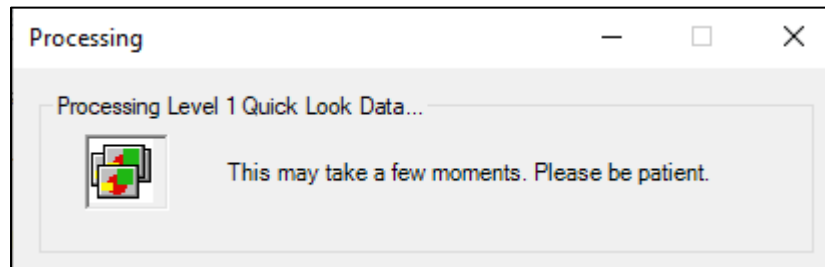 Processing
Processing Level 1 Quick Look Data...
This may take a few moments. Please be patient.